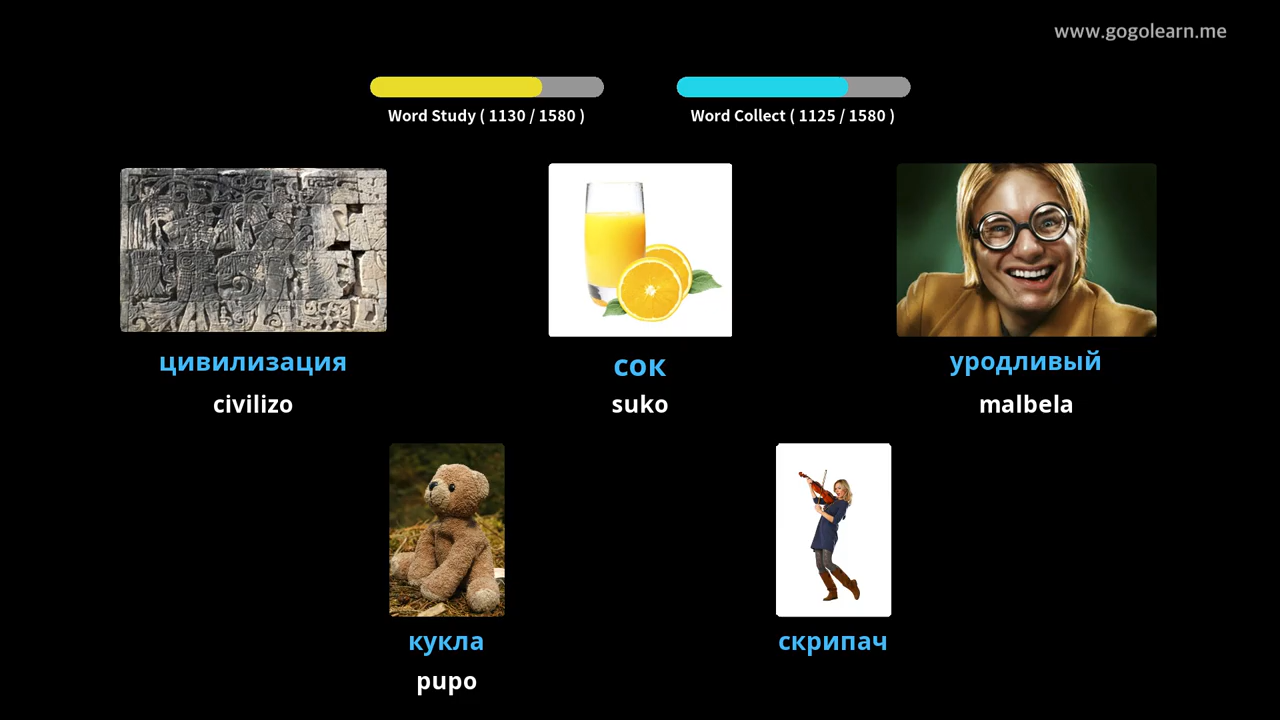 www.gogolearn.me
Word Study ( 1130 / 1580 )
Word Collect ( 1125 / 1580 )
цивилизация
civilizo
сок
suko
уродливый
malbela
кукла
pupo
скрипач